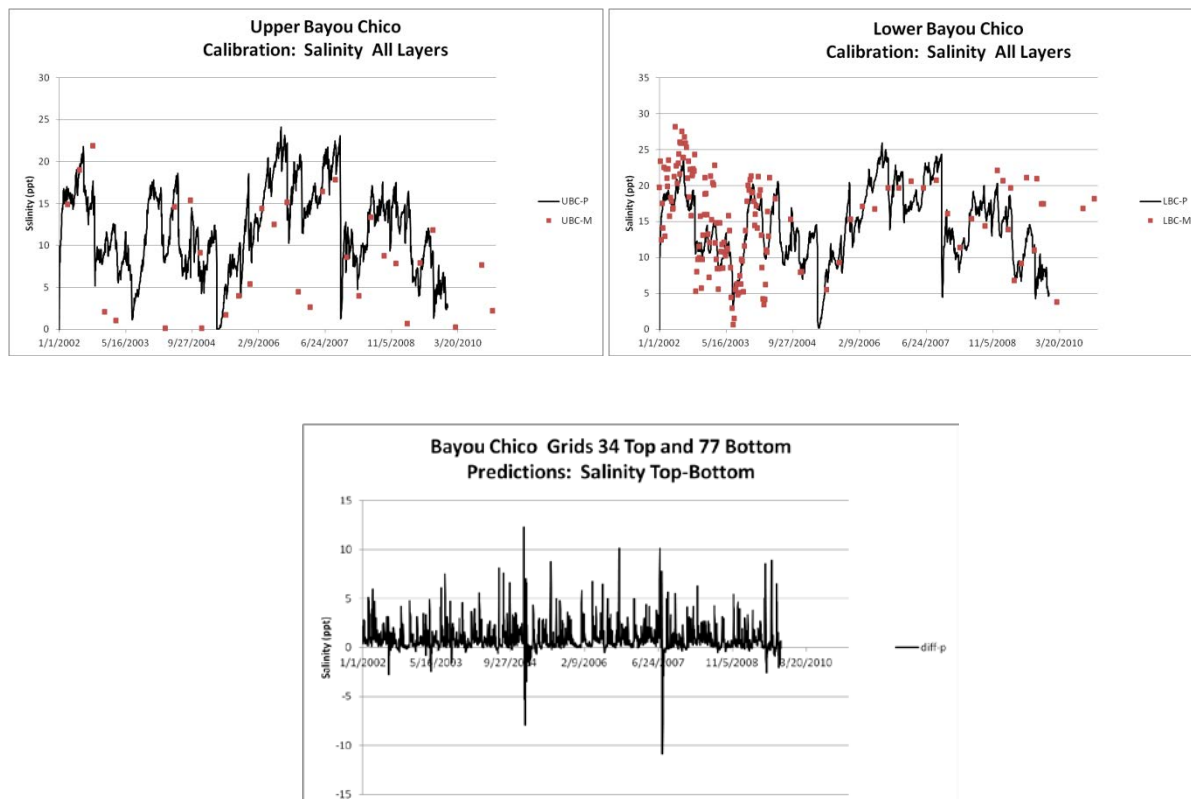 Upper Bayou Chico
Calibration: Salinity All Layers
30
25
20
15
10
5
0
Sslinity (ppt)
1/1/2002 5/16/2003 9/27/2004 2/9/2006 6/24/2007 11/5/2008 3/20/2010
UBC-P
UBC-M
Lower Bayou Chico
Calibration: Salinity All Layers
35
30
25
20
15
10
5
0
Salinity (ppt)
1/1/2002 5/16/2003 9/27/2004 2/9/2006 6/24/2007 11/5/2008 3/20/2010
LBC-P
LBC-M
Bayou Chico Grids 34 Top and 77 Bottom
Predictions: Salinity Top-Bottom
15
10
5
0
-5
-10
-15
Salinity (ppt)
1/1/2002 5/16/2003 9/27/2004 2/9/2006 6/24/2007 11/5/2008 3/20/2010
diff-p